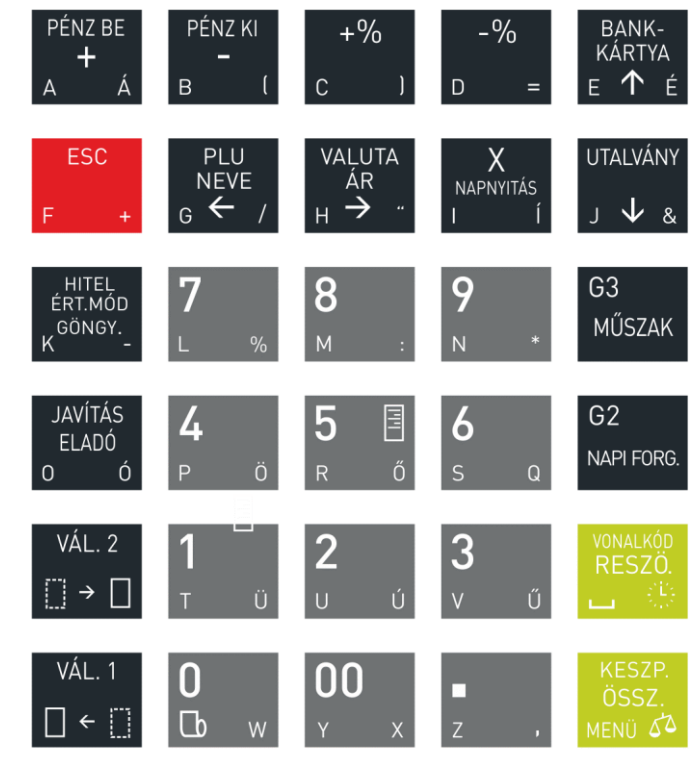 PÉNZ BE
+
A Á
PÉNZ KI
-
B (
+%
C )
-%
D =
BANK-
KÁRTYA
E ↑ É
ESC
F +
PLU
NEVE
G ← /
VALUTA
ÁR
H → "
X
NAPNYITÁS
I Í
UTALVÁNY
J ↓ &
HITEL
ÉRT.MÓD
GÖNGY.
K -
7
L %
8
M :
9
N *
G3
MŰSZAK
JAVÍTÁS
ELADÓ
O Ó
4
P Ö
5
R Ő
6
S Q
G2
NAPI FORG.
VÁL. 2
→
1
T Ü
2
U Ú
3
V Ű
VONALKÓD
RESZÖ.
VÁL. 1
←
0
W
00
Y X
.
Z ,
KESZP.
ÖSSZ.
MENÜ